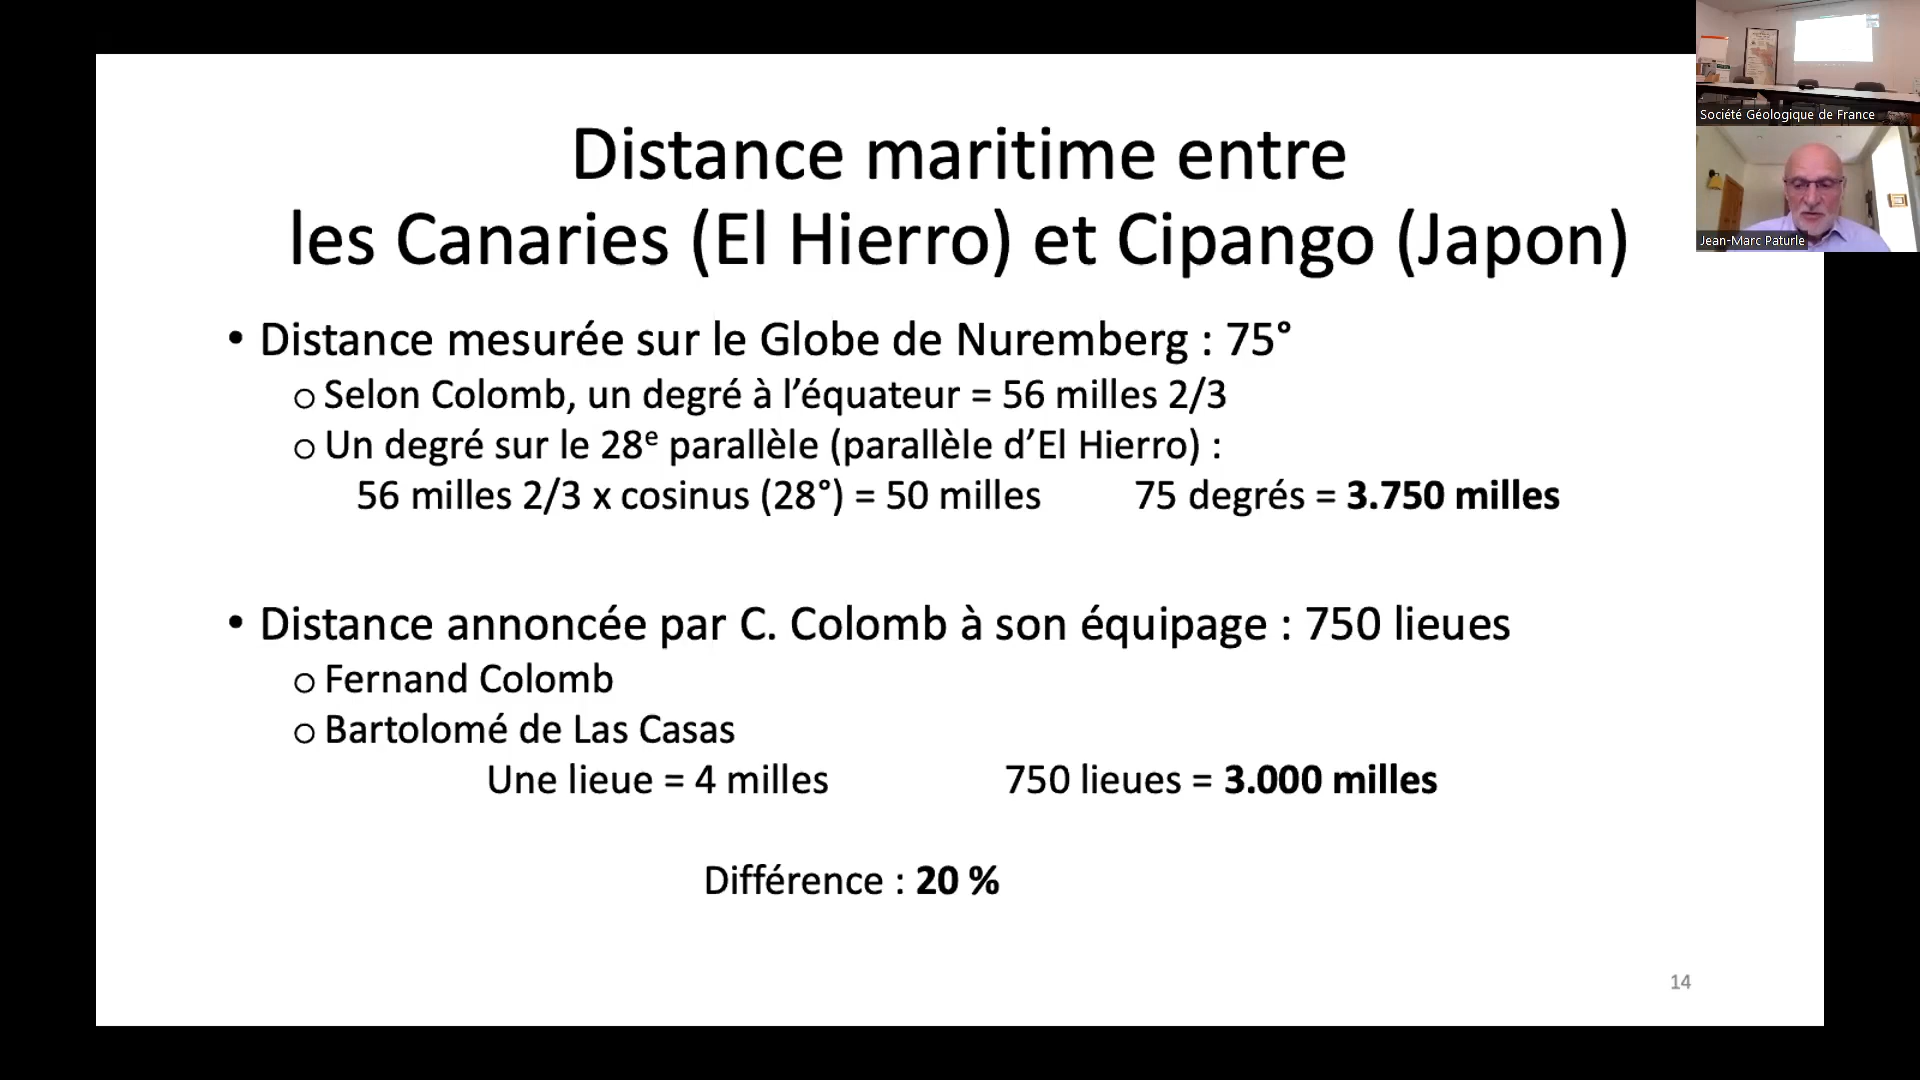 Distance maritime entre
les Canaries (El Hierro) et Cipango (Japon)
• Distance mesurée sur le Globe de Nuremberg : 75°
o Selon Colomb, un degré à l’équateur = 56 milles 2/3
o Un degré sur le 28e parallèle (parallèle d’El Hierro) :
56 milles 2/3 x cosinus (28°) = 50 milles 75 degrés = 3.750 milles
• Distance annoncée par C. Colomb à son équipage : 750 lieues
o Fernand Colomb
o Bartolomé de Las Casas
Une lieue = 4 milles 750 lieues = 3.000 milles
Différence : 20 %
14
Société Géologique de France
Jean-Marc Paturle